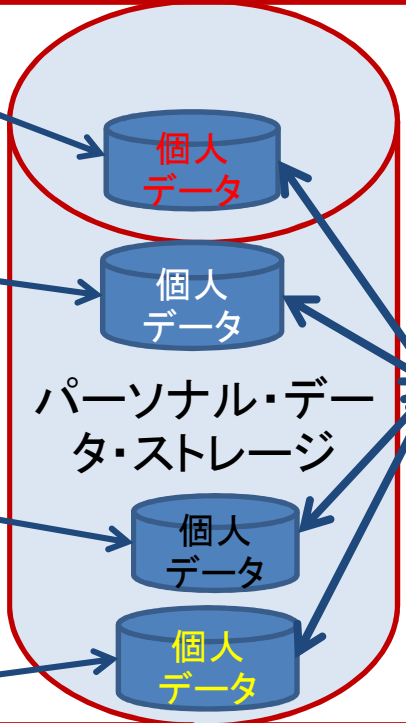 個人
データ
個人
データ
パーソナル・デー
タ・ストレージ
個人
データ
個人
データ